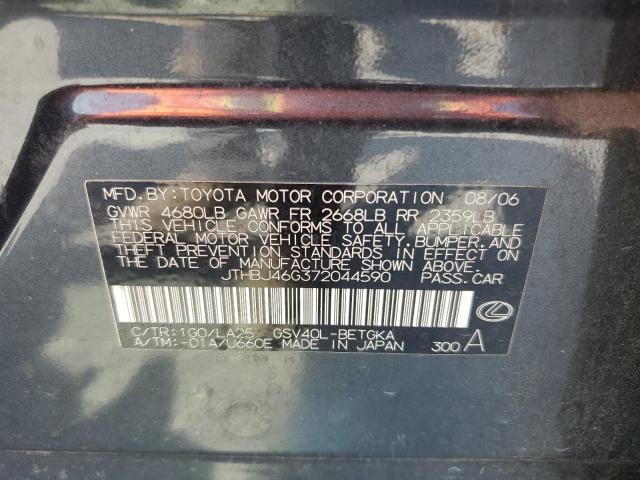 MFD. BY: TOYOTA MOTOR CORPORATION 08/06
GVWR 4680LB GAWR FR 2668LB RR 2359LB
THIS VEHICLE CONFORMS TO ALL APPLICABLE
FEDERAL MOTOR VEHICLE SAFETY, BUMPER, AND
THEFT PREVENTION STANDARDS IN EFFECT ON
THE DATE OF MANUFACTURE SHOWN ABOVE.
JTHBJ46G372044590 PASS. CAR
C/TR: 1G0/LA25 GSV40L-BETGKA
A/TM: -01A/U660E MADE IN JAPAN 300 A